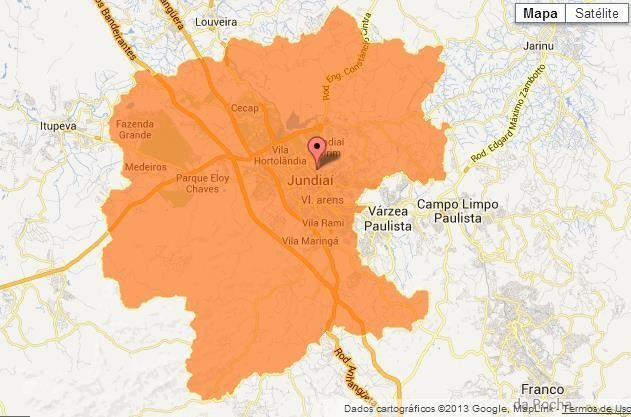 Mapa
Satélite
Louveira
Jarinu
Itupeva
Rod. Eng. Constâncio Cintra
Rod. Edgard Máximo Zambotto
Cecap
Fazenda
Grande
Medeiros
Vila
Hortolândia
Parque Eloy
Chaves
Jundiaí
Vl. arens
Várzea
Paulista
Campo Limpo
Paulista
Vila Rami
Vila Maringá
Franco
da Rocha
Dados cartográficos ©2013 Google, MapLink - Termos de Us